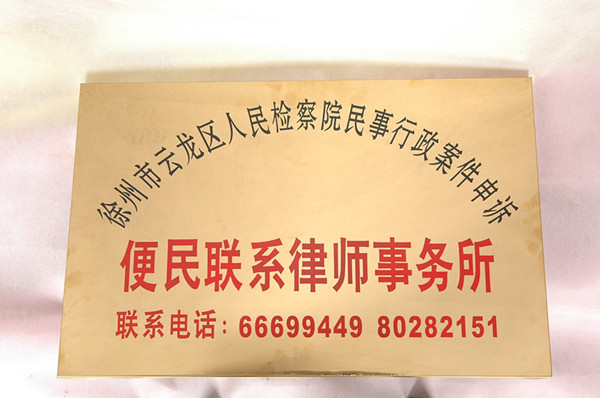 徐州市云龙区人民检察院民事行政案件申诉
便民联系律师事务所
联系电话：66699449 80282151